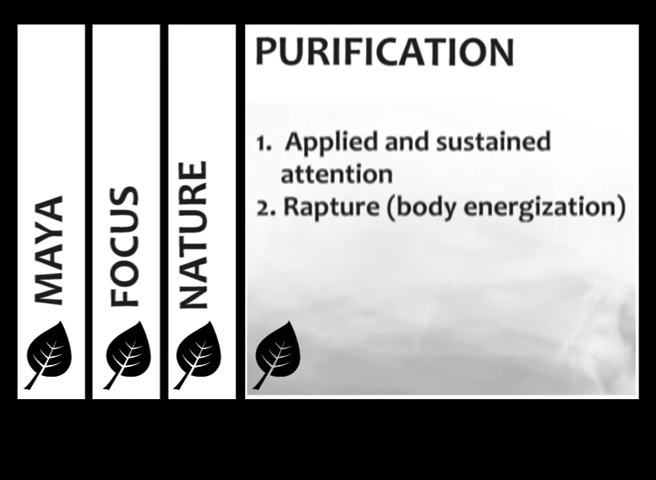 MAYA
FOCUS
NATURE
PURIFICATION
1. Applied and sustained
attention
2. Rapture (body energization)